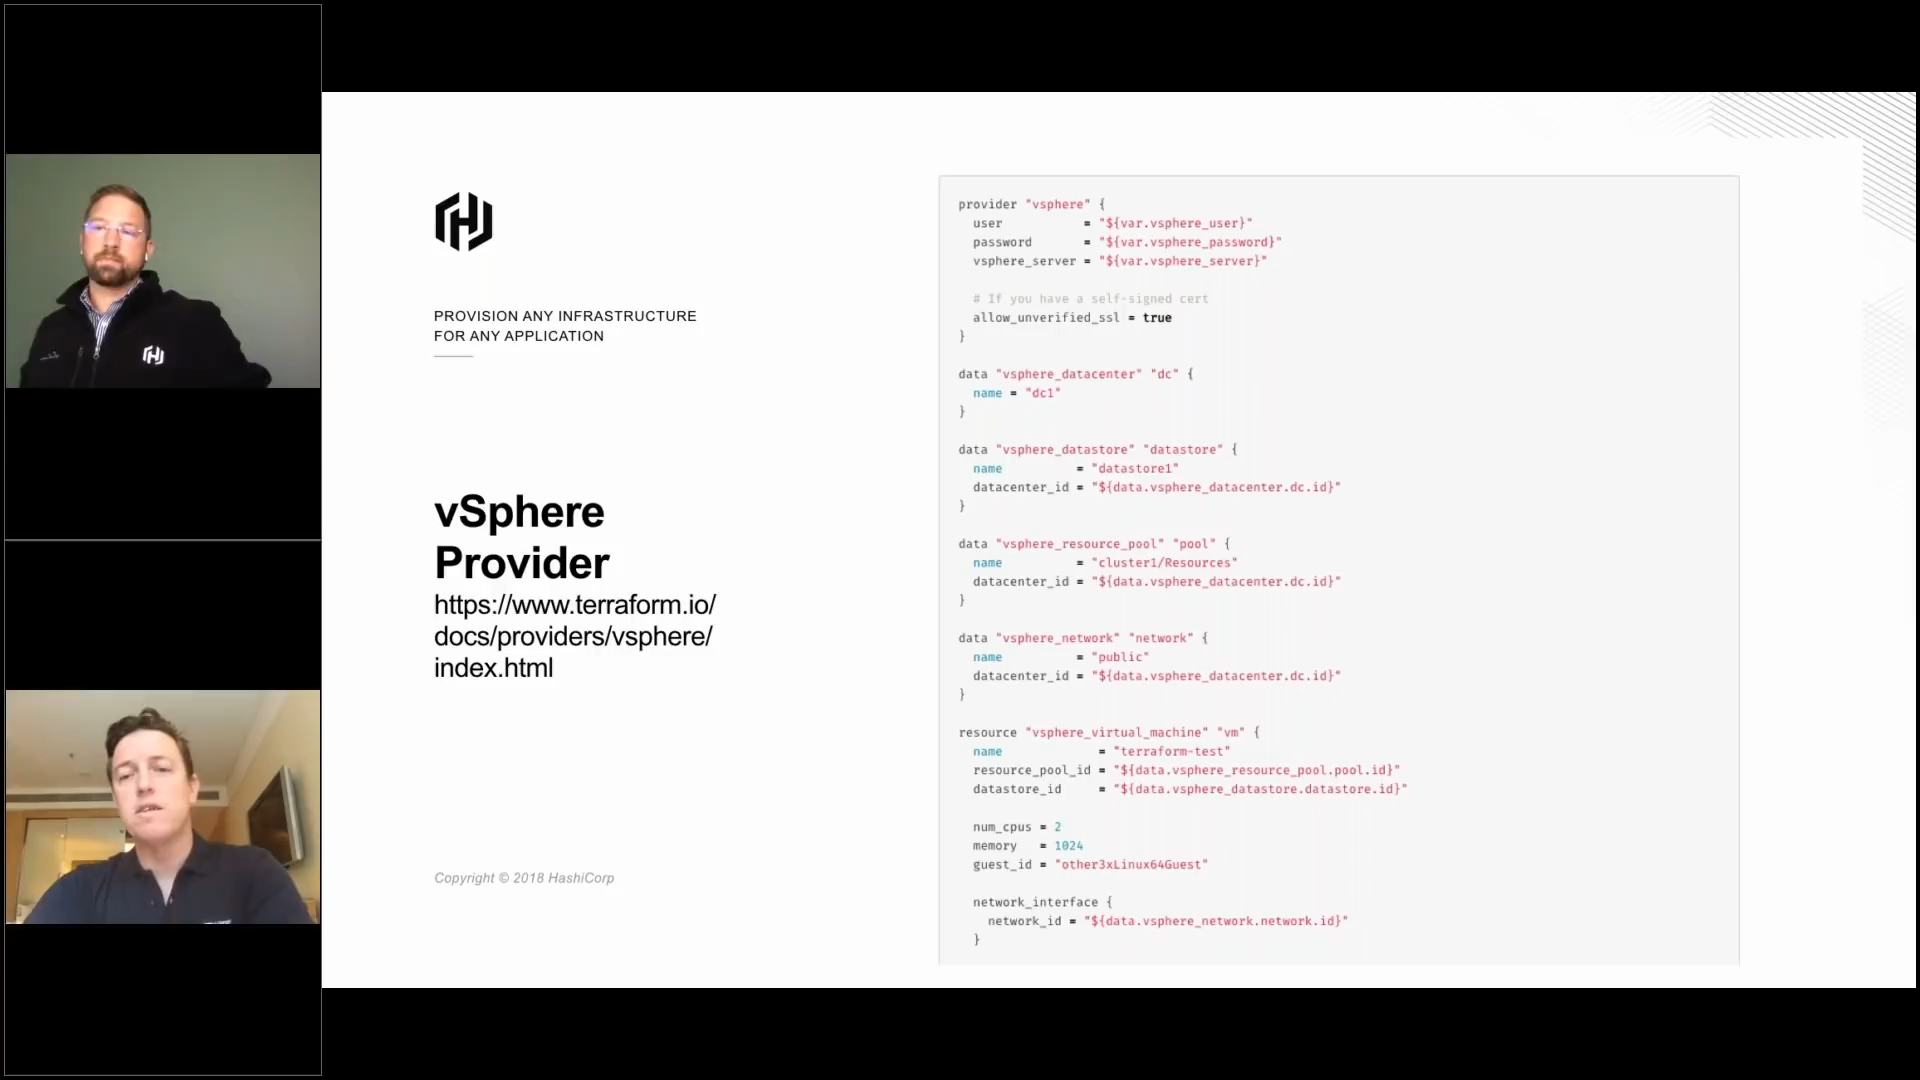 PROVISION ANY INFRASTRUCTURE
FOR ANY APPLICATION
vSphere
Provider
https://www.terraform.io/
docs/providers/vsphere/
index.html
Copyright © 2018 HashiCorp
provider "vsphere" {
  user           = "${var.vsphere_user}"
  password       = "${var.vsphere_password}"
  vsphere_server = "${var.vsphere_server}"

  # If you have a self-signed cert
  allow_unverified_ssl = true
}

data "vsphere_datacenter" "dc" {
  name = "dc1"
}

data "vsphere_datastore" "datastore" {
  name          = "datastore1"
  datacenter_id = "${data.vsphere_datacenter.dc.id}"
}

data "vsphere_resource_pool" "pool" {
  name          = "cluster1/Resources"
  datacenter_id = "${data.vsphere_datacenter.dc.id}"
}

data "vsphere_network" "network" {
  name          = "public"
  datacenter_id = "${data.vsphere_datacenter.dc.id}"
}

resource "vsphere_virtual_machine" "vm" {
  name             = "terraform-test"
  resource_pool_id = "${data.vsphere_resource_pool.pool.id}"
  datastore_id     = "${data.vsphere_datastore.datastore.id}"

  num_cpus = 2
  memory   = 1024
  guest_id = "other3xLinux64Guest"

  network_interface {
    network_id = "${data.vsphere_network.network.id}"
  }